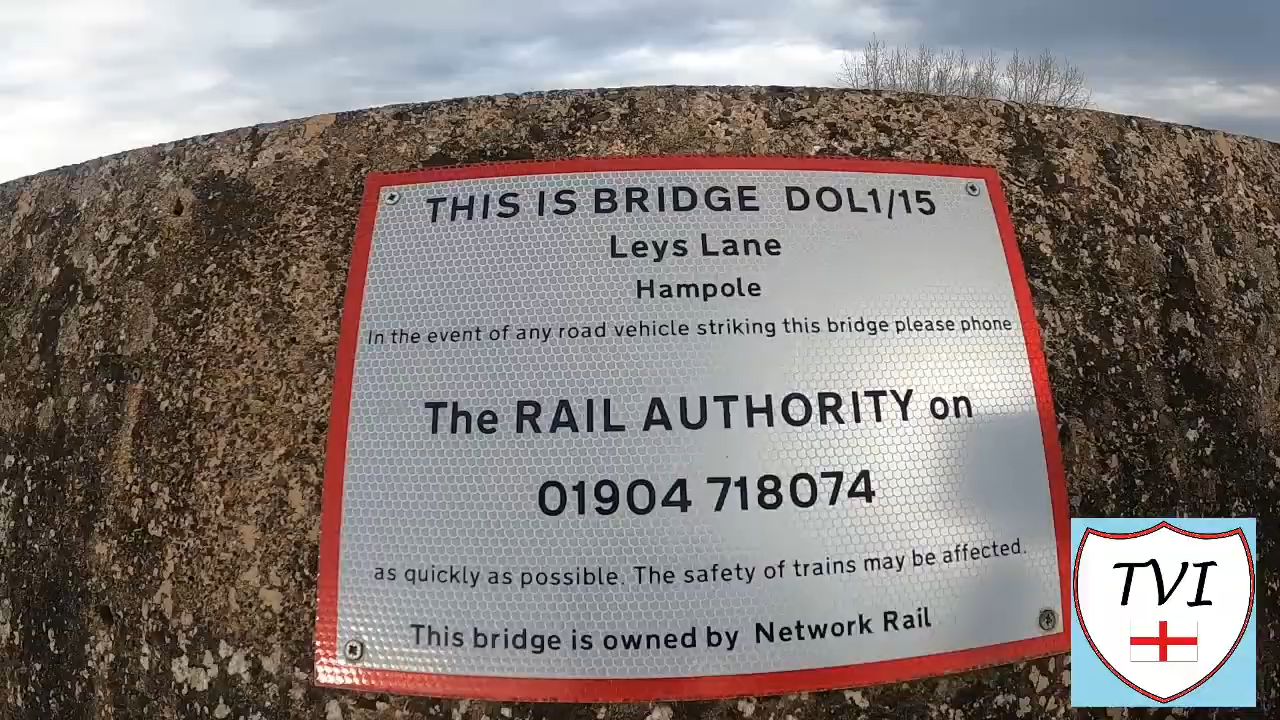 THIS IS BRIDGE DOL1/15
Leys Lane
Hampole
In the event of any road vehicle striking this bridge please phone
The RAIL AUTHORITY on
01904 718074
as quickly as possible. The safety of trains may be affected.
This bridge is owned by Network Rail
TVI